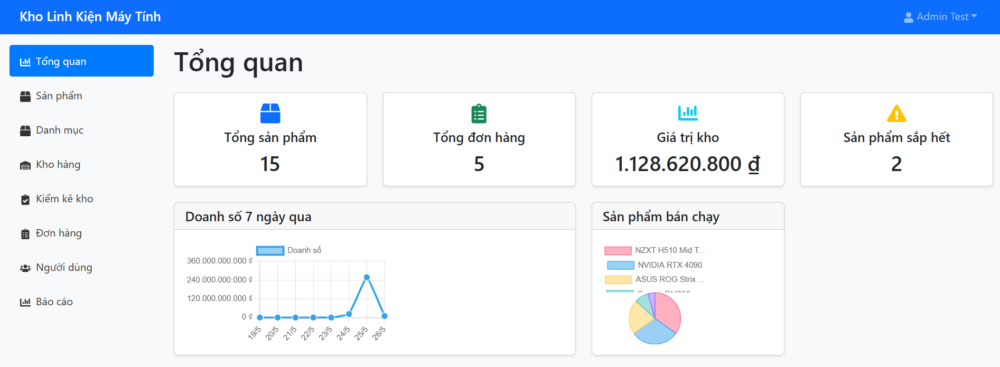 Kho Linh Kiện Máy Tính
Admin Test
Tổng quan
Sản phẩm
Danh mục
Kho hàng
Kiểm kê kho
Đơn hàng
Người dùng
Báo cáo
Tổng quan
Tổng sản phẩm
15
Tổng đơn hàng
5
Giá trị kho
1.128.620.800 ₫
Sản phẩm sắp hết
2
Doanh số 7 ngày qua
Doanh số
360.000.000.000 ₫
240.000.000.000 ₫
120.000.000.000 ₫
0 ₫
19/5
20/5
21/5
22/5
23/5
24/5
25/5
26/5
Sản phẩm bán chạy
NZXT H510 Mid T...
NVIDIA RTX 4090
ASUS ROG Strix ...